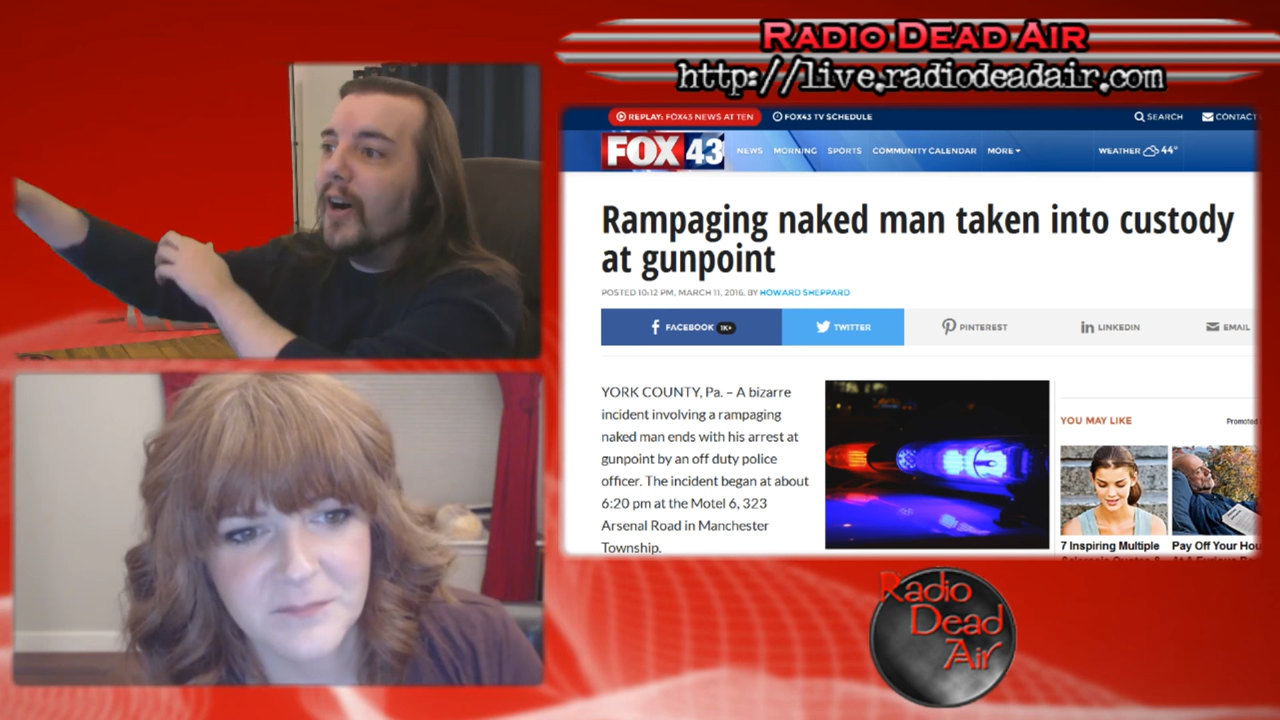 RADIO DEAD AIR
http://live.radiodeadair.com
REPLAY: FOX43 NEWS AT TEN
FOX43 TV SCHEDULE
SEARCH
CONTACT
FOX 43
NEWS
MORNING
SPORTS
COMMUNITY CALENDAR
MORE
WEATHER 44°
Rampaging naked man taken into custody
at gunpoint
POSTED 10:12 PM, MARCH 11, 2016, BY HOWARD SHEPPARD
FACEBOOK 1K+
TWITTER
PINTEREST
LINKEDIN
EMAIL
YORK COUNTY, Pa. – A bizarre
incident involving a rampaging
naked man ends with his arrest at
gunpoint by an off duty police
officer. The incident began at about
6:20 pm at the Motel 6, 323
Arsenal Road in Manchester
Township.
YOU MAY LIKE
Promoted
7 Inspiring Multiple
Pay Off Your Hou
Radio
Dead
Air